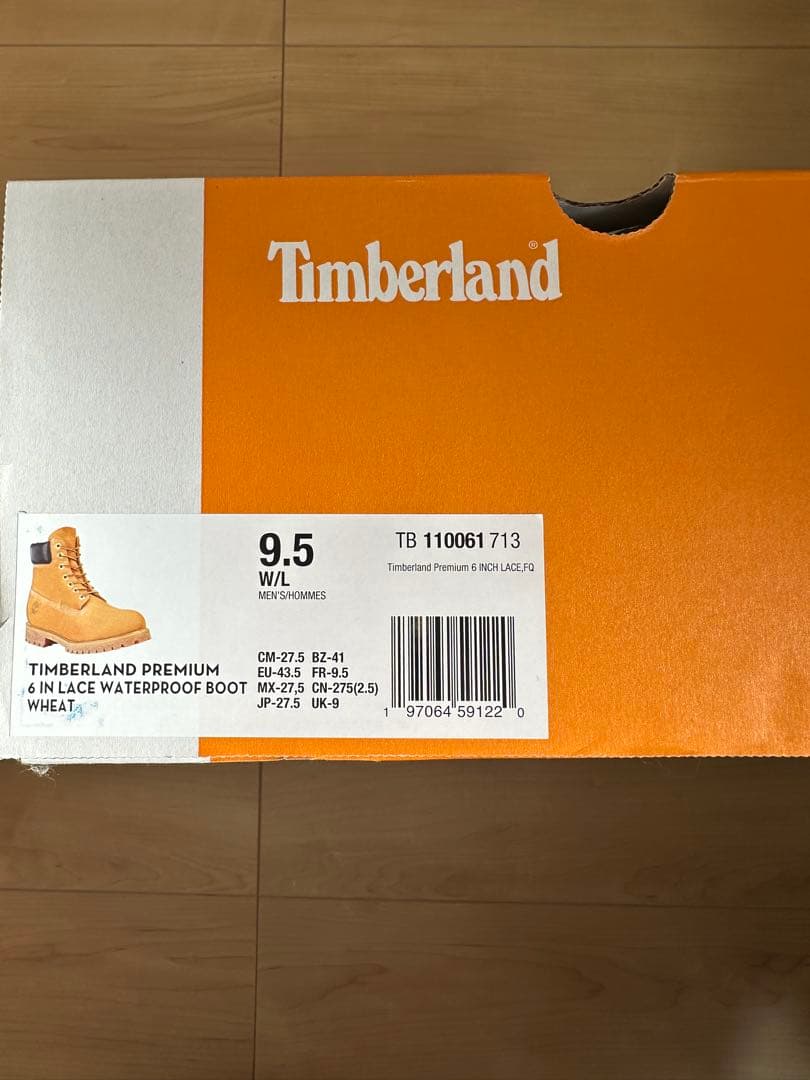 Timberland®
9.5
W/L
MEN'S/HOMMES
TB 110061 713
Timberland Premium 6 INCH LACE,FQ
TIMBERLAND PREMIUM
6 IN LACE WATERPROOF BOOT
WHEAT
CM-27.5 BZ-41
EU-43.5 FR-9.5
MX-27,5 CN-275(2.5)
JP-27.5 UK-9
1 97064 59122 0